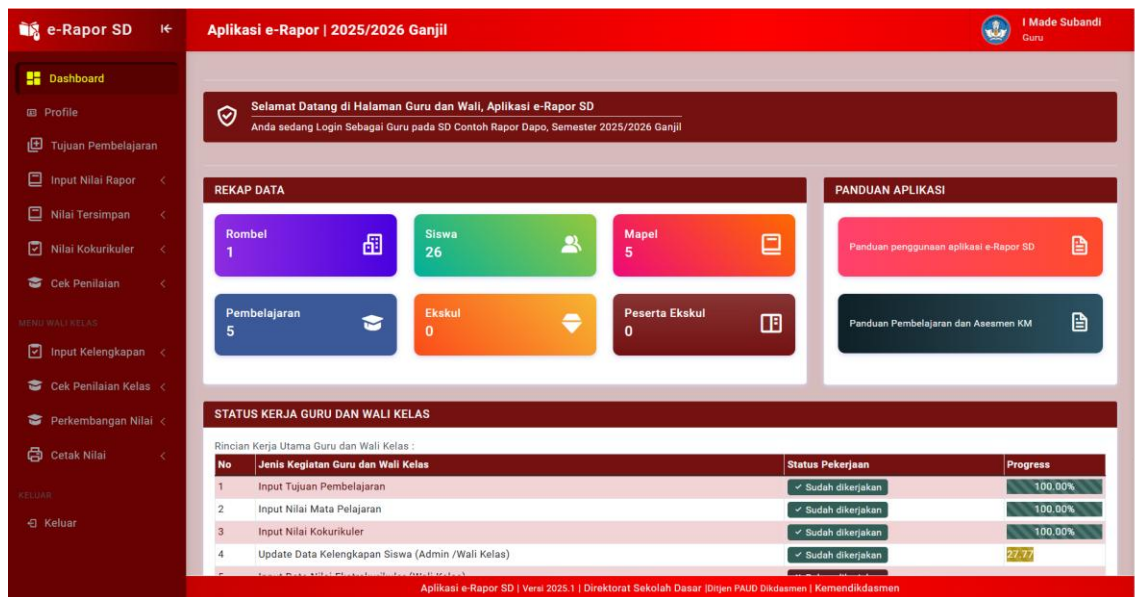 e-Rapor SD
Aplikasi e-Rapor | 2025/2026 Ganjil
I Made Subandi
Guru
Dashboard
Profile
Tujuan Pembelajaran
Input Nilai Rapor
Nilai Tersimpan
Nilai Kokurikuler
Cek Penilaian
MENU WALI KELAS
Input Kelengkapan
Cek Penilaian Kelas
Perkembangan Nilai
Cetak Nilai
KELUAR
Keluar
Selamat Datang di Halaman Guru dan Wali, Aplikasi e-Rapor SD
Anda sedang Login Sebagai Guru pada SD Contoh Rapor Dapo, Semester 2025/2026 Ganjil
REKAP DATA
Rombel
1
Siswa
26
Mapel
5
Pembelajaran
5
Ekskul
0
Peserta Ekskul
0
PANDUAN APLIKASI
Panduan penggunaan aplikasi e-Rapor SD
Panduan Pembelajaran dan Asesmen KM
STATUS KERJA GURU DAN WALI KELAS
Rincian Kerja Utama Guru dan Wali Kelas :
No Jenis Kegiatan Guru dan Wali Kelas Status Pekerjaan Progress
1 Input Tujuan Pembelajaran Sudah dikerjakan 100.00%
2 Input Nilai Mata Pelajaran Sudah dikerjakan 100.00%
3 Input Nilai Kokurikuler Sudah dikerjakan 100.00%
4 Update Data Kelengkapan Siswa (Admin /Wali Kelas) Sudah dikerjakan 27.77
Aplikasi e-Rapor SD | Versi 2025.1 | Direktorat Sekolah Dasar |Ditjen PAUD Dikdasmen | Kemendikdasmen